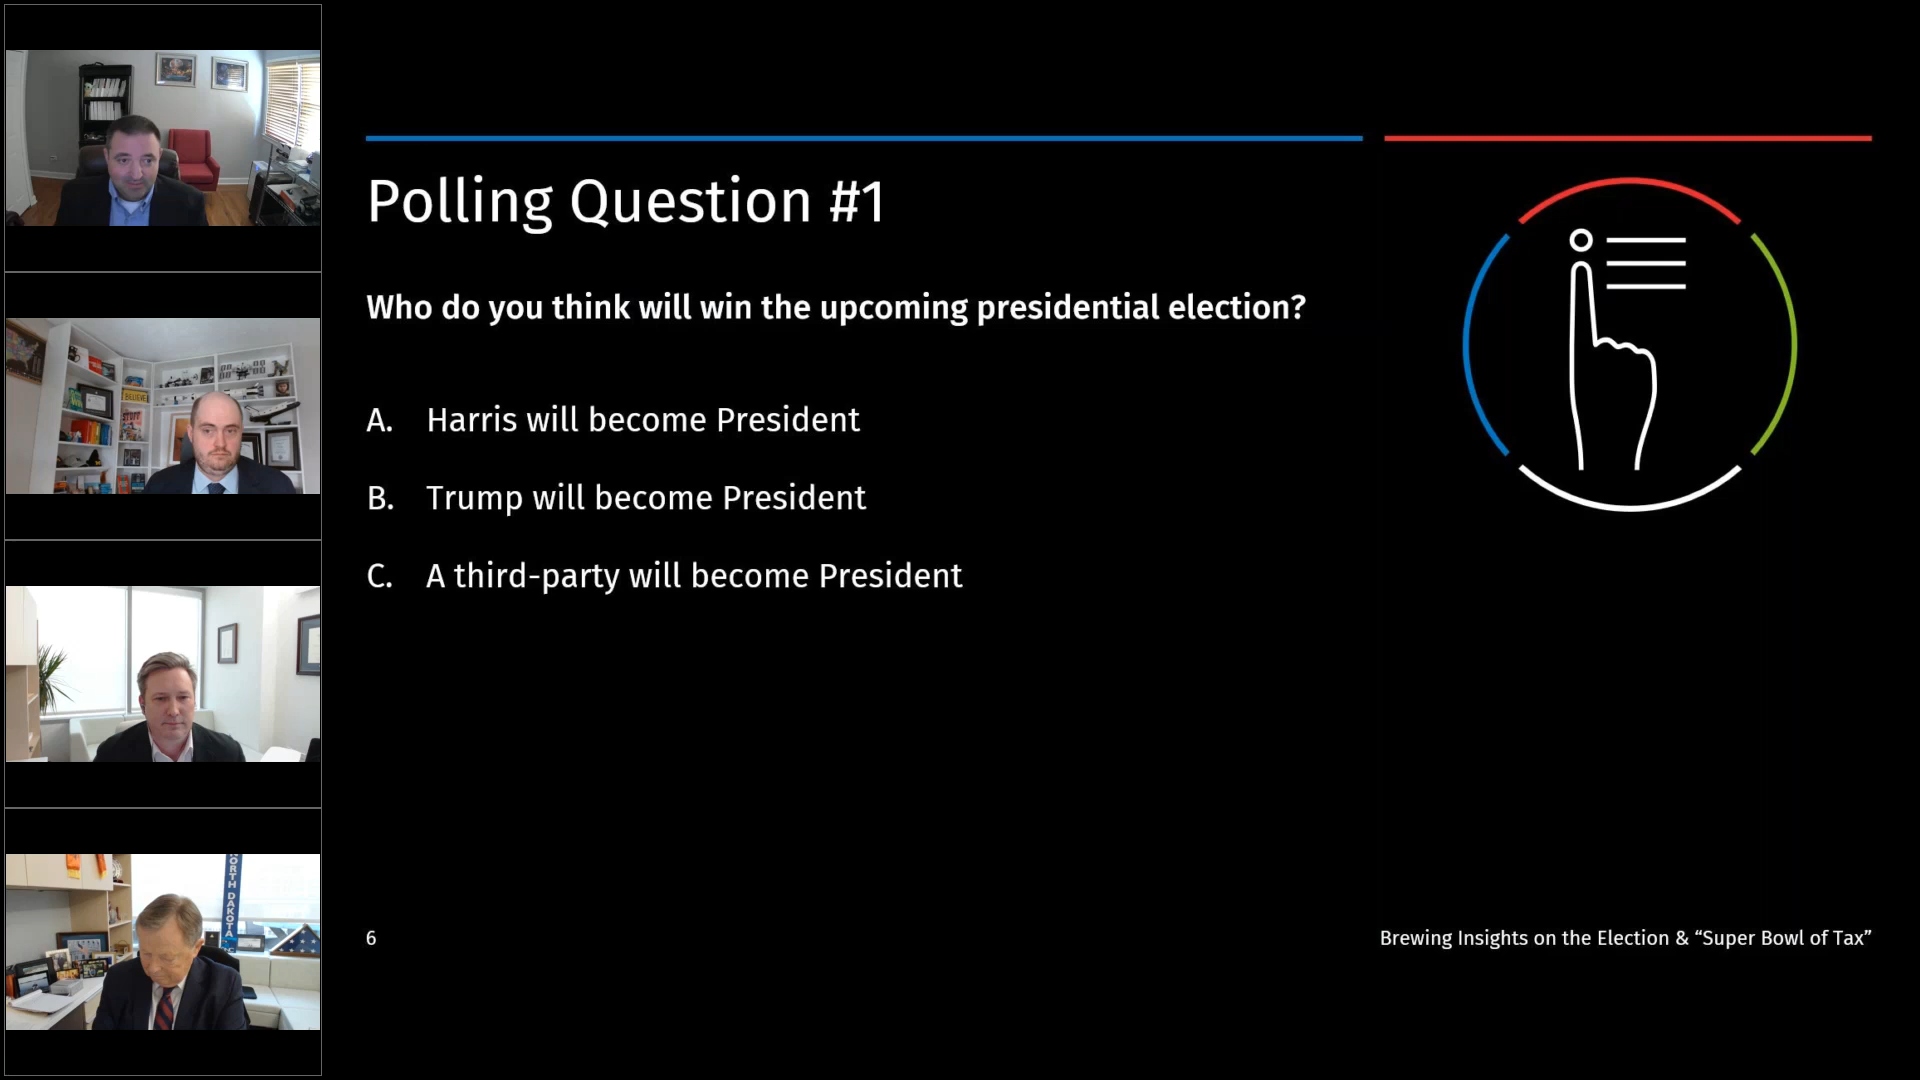 Polling Question #1
Who do you think will win the upcoming presidential election?
A. Harris will become President
B. Trump will become President
C. A third-party will become President
6
Brewing Insights on the Election & “Super Bowl of Tax”
BELIEVE
NORTH DAKOTA